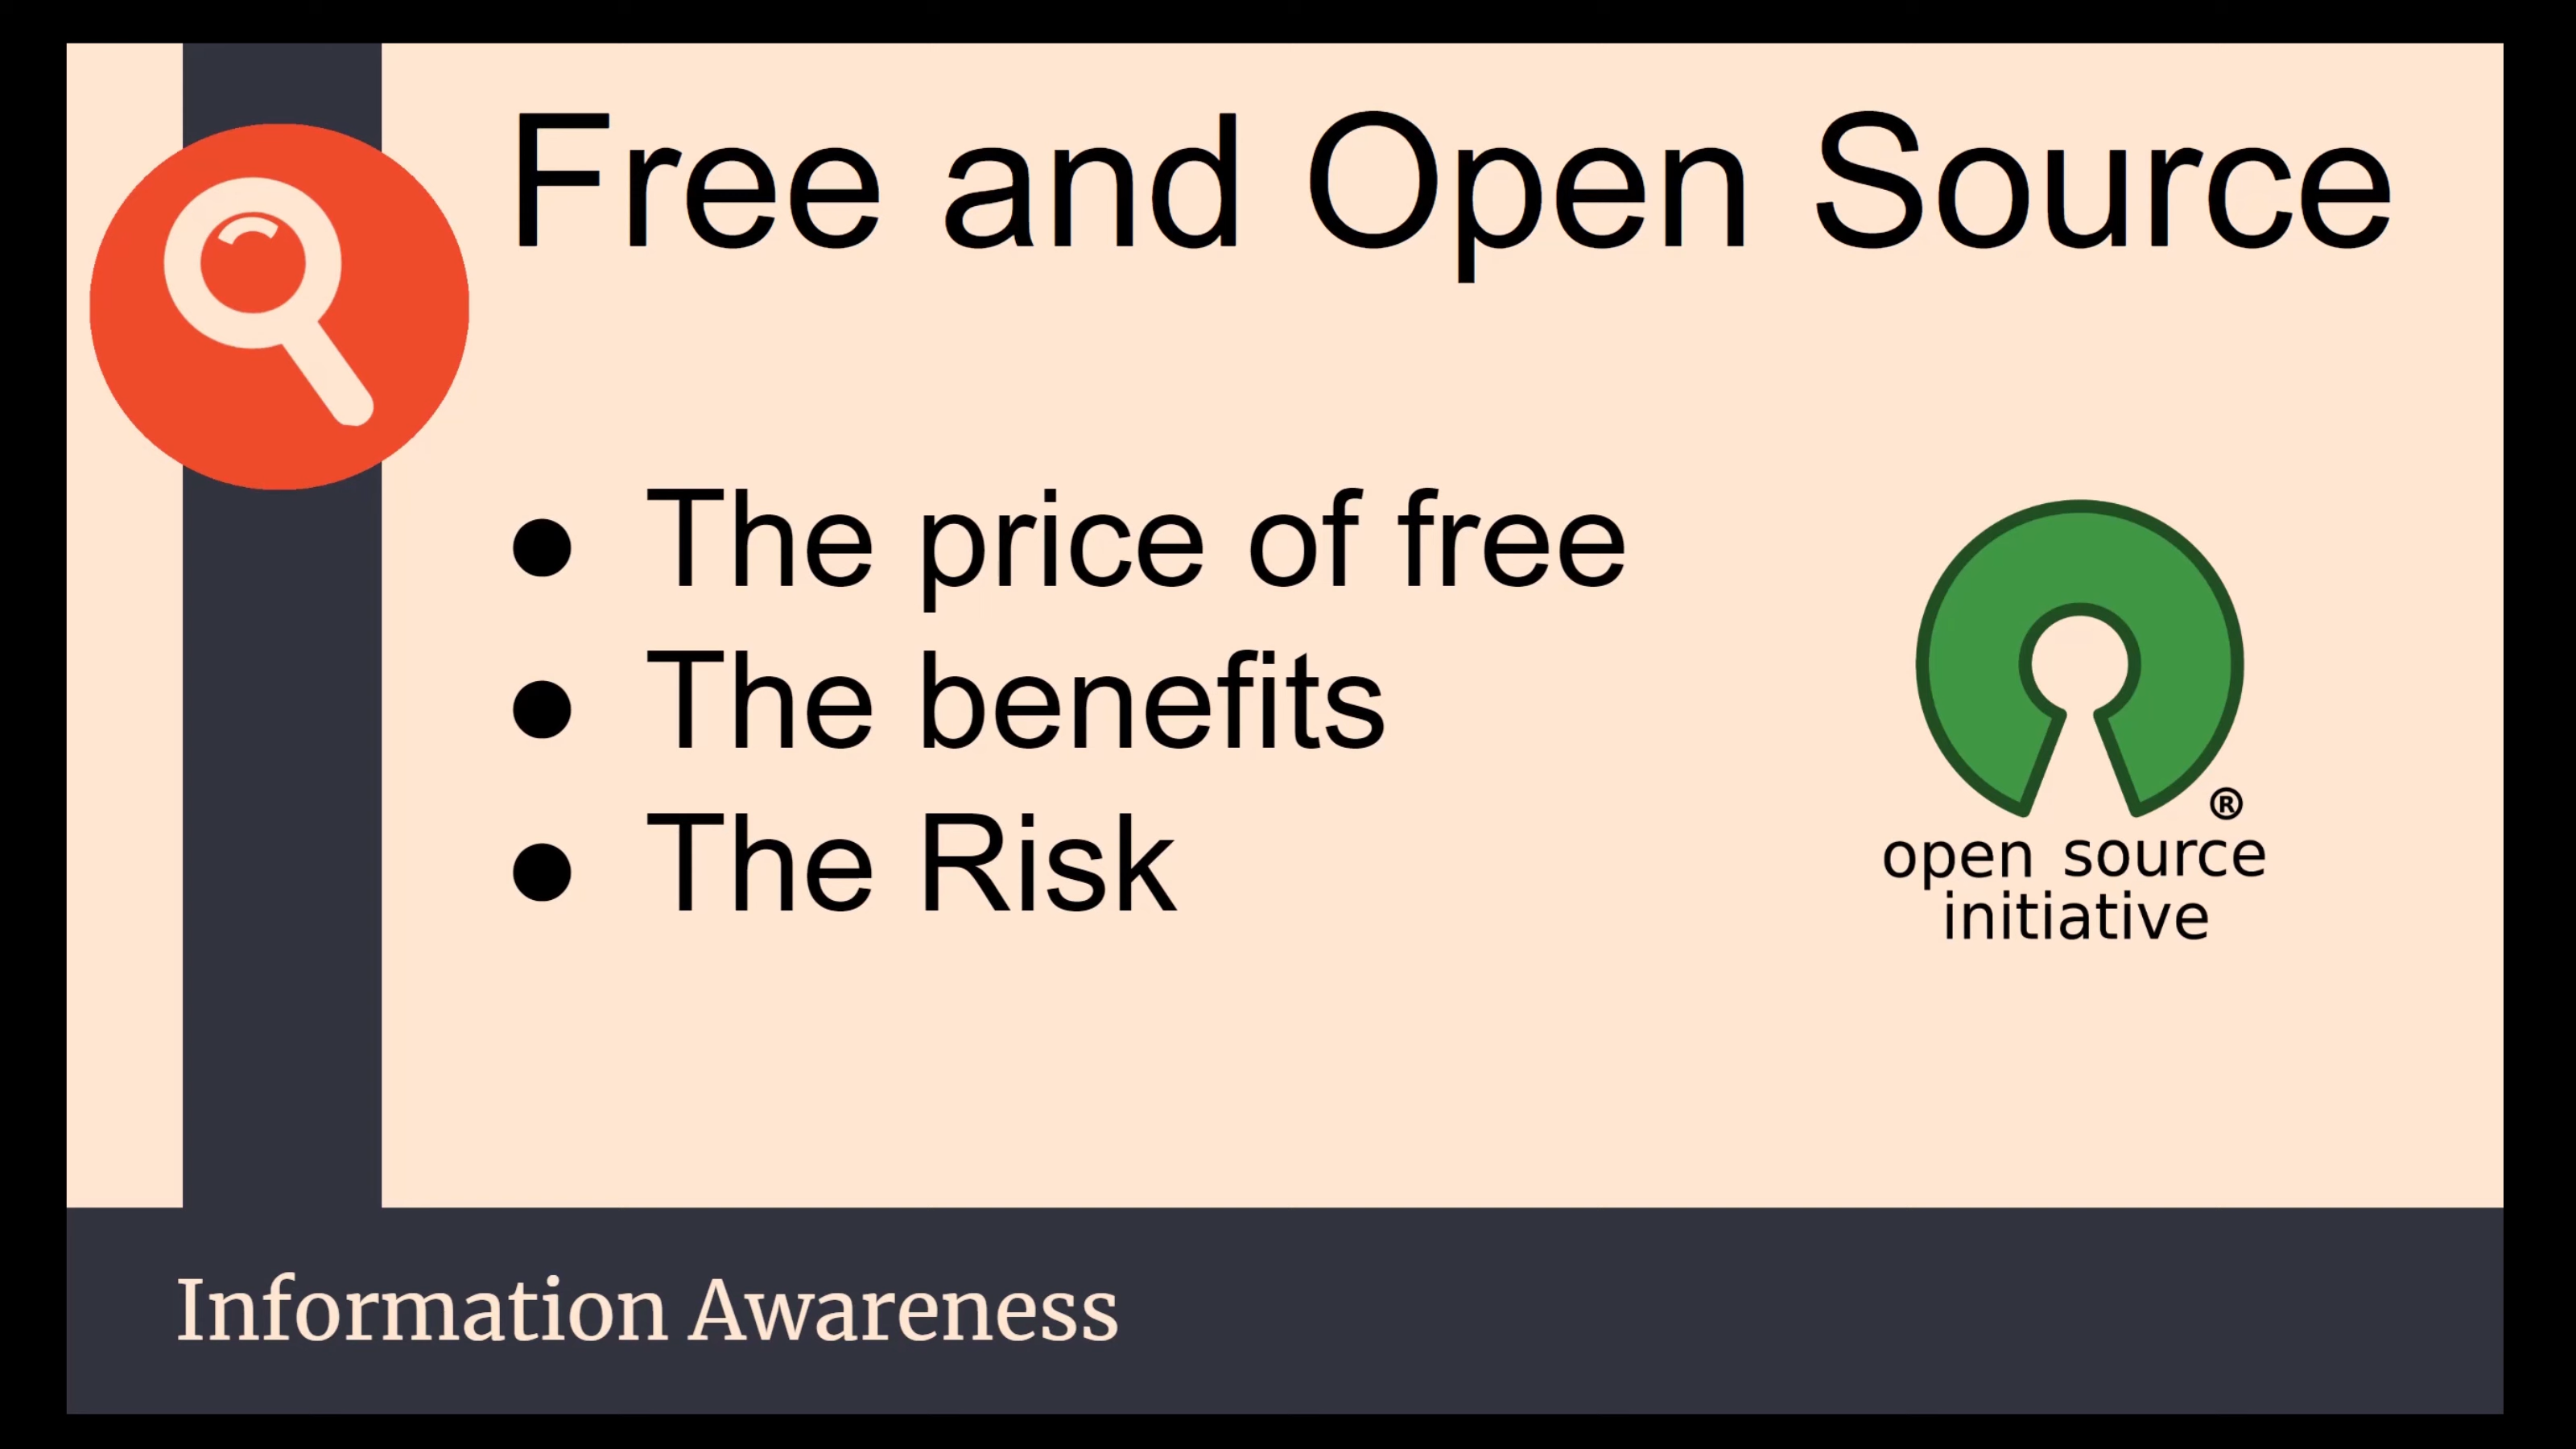 Free and Open Source
● The price of free
● The benefits
● The Risk
®
open source
initiative
Information Awareness